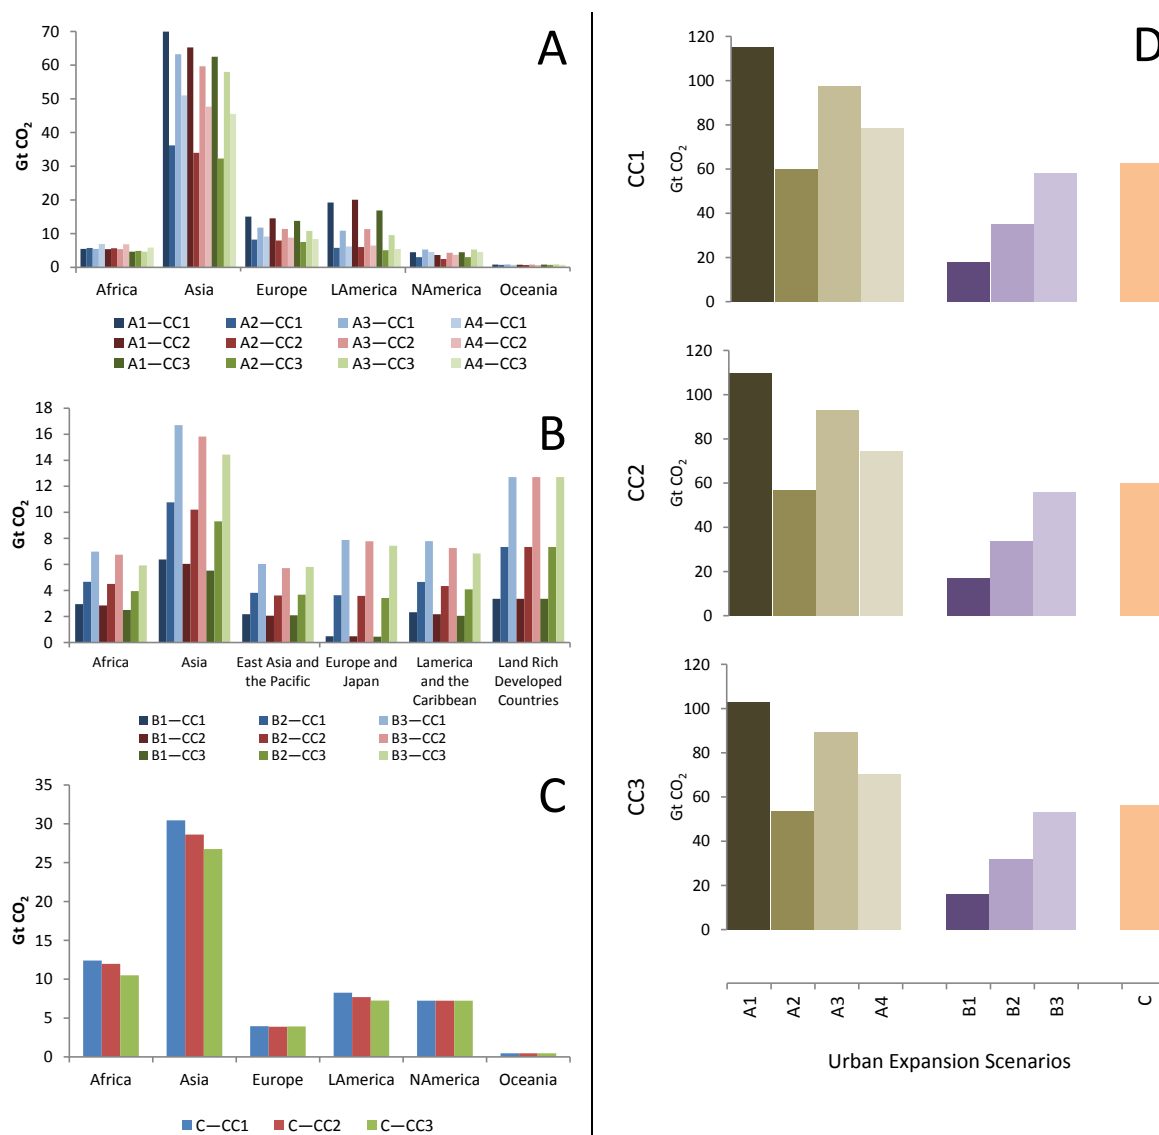 A
70
60
50
40
30
20
10
0
Gt CO₂
Africa Asia Europe LAmerica NAmerica Oceania
A1—CC1 A2—CC1 A3—CC1 A4—CC1
A1—CC2 A2—CC2 A3—CC2 A4—CC2
A1—CC3 A2—CC3 A3—CC3 A4—CC3
B
18
16
14
12
10
8
6
4
2
0
Gt CO₂
Africa Asia East Asia and Europe and Lamerica Land Rich
the Pacific Japan and the Developed
Caribbean Countries
B1—CC1 B2—CC1 B3—CC1
B1—CC2 B2—CC2 B3—CC2
B1—CC3 B2—CC3 B3—CC3
C
35
30
25
20
15
10
5
0
Gt CO₂
Africa Asia Europe LAmerica NAmerica Oceania
C—CC1 C—CC2 C—CC3
D
CC1
Gt CO₂
120
100
80
60
40
20
0
CC2
Gt CO₂
120
100
80
60
40
20
0
CC3
Gt CO₂
120
100
80
60
40
20
0
A1 A2 A3 A4 B1 B2 B3 C
Urban Expansion Scenarios